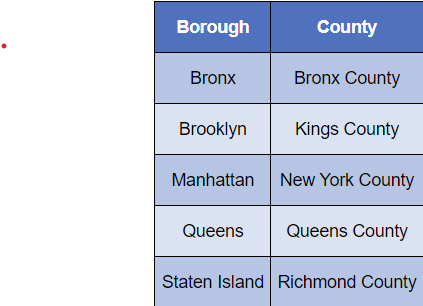 Borough County
Bronx Bronx County
Brooklyn Kings County
Manhattan New York County
Queens Queens County
Staten Island Richmond County